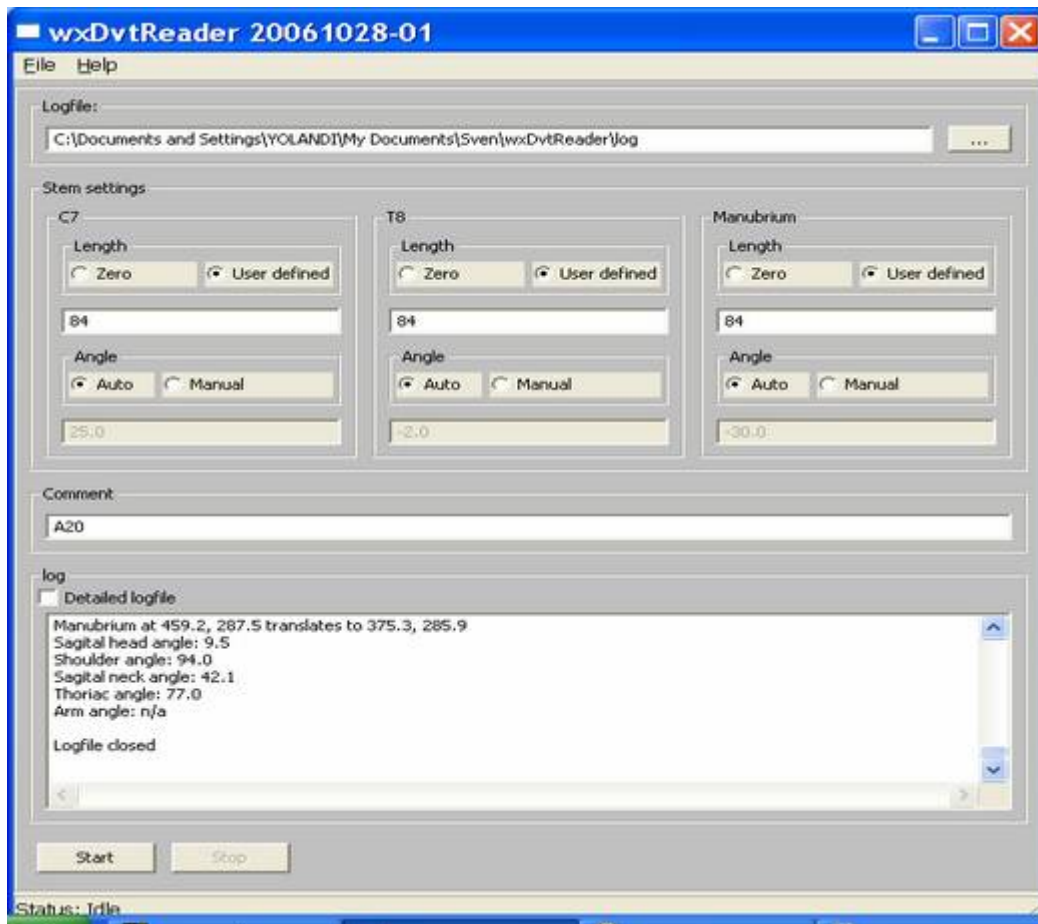 wxDvtReader 20061028-01
File Help
Logfile:
C:\Documents and Settings\YOLANDI\My Documents\Sven\wxDvtReader\log
...
Stem settings
C7 T8 Manubrium
Length Length Length
Zero User defined Zero User defined Zero User defined
84 84 84
Angle Angle Angle
Auto Manual Auto Manual Auto Manual
25.0 -2.0 -30.0
Comment
A20
log
Detailed logfile
Manubrium at 459.2, 287.5 translates to 375.3, 285.9
Sagital head angle: 9.5
Shoulder angle: 94.0
Sagital neck angle: 42.1
Thoriac angle: 77.0
Arm angle: n/a
Logfile closed
Start Stop
Status: Idle